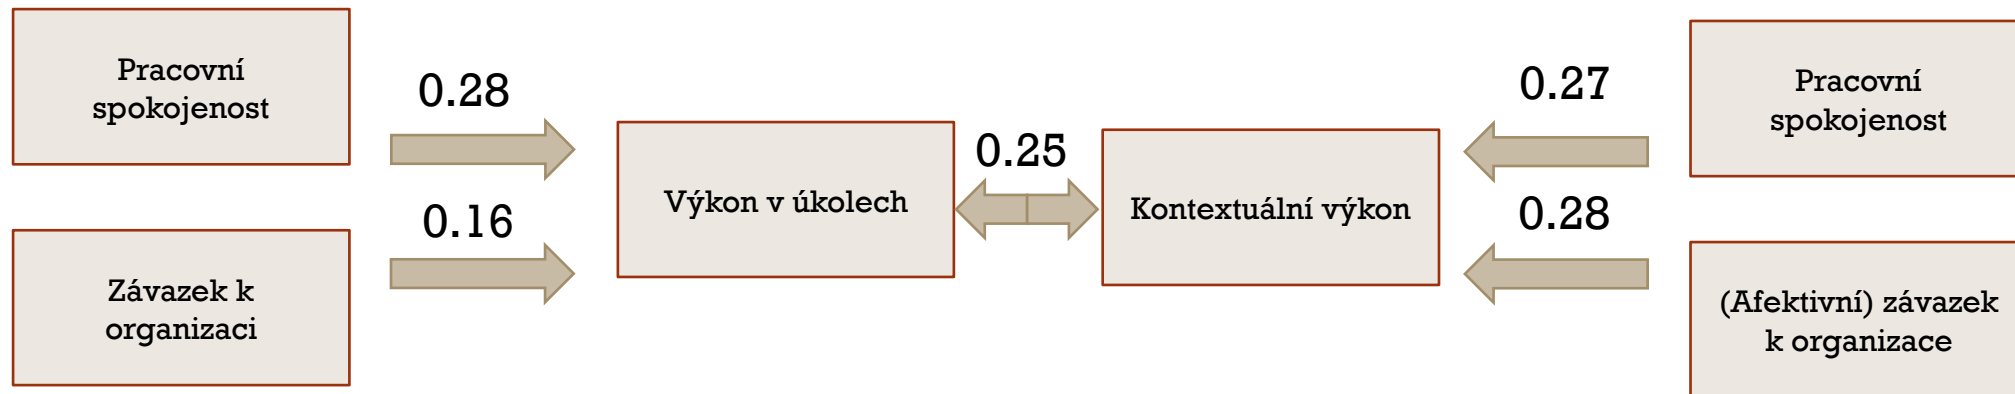 Pracovní
spokojenost
0.28
Závazek k
organizaci
0.16
Výkon v úkolech
0.25
Kontextuální výkon
0.27
Pracovní
spokojenost
0.28
(Afektivní) závazek
k organizace